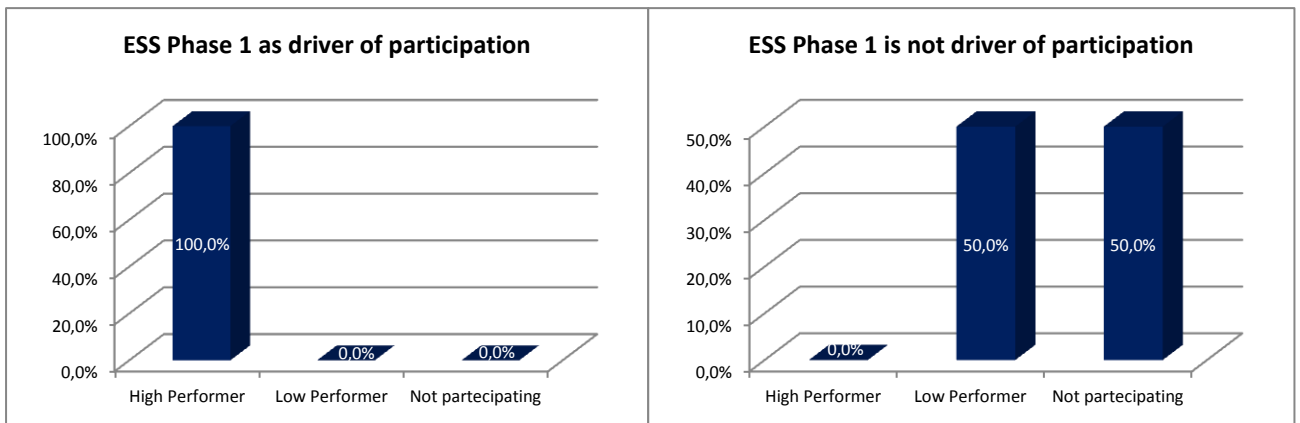 ESS Phase 1 as driver of participation
100,0%
80,0%
60,0%
40,0%
20,0%
0,0%
100,0%
0,0%
0,0%
High Performer
Low Performer
Not partecipating
ESS Phase 1 is not driver of participation
50,0%
40,0%
30,0%
20,0%
10,0%
0,0%
0,0%
50,0%
50,0%
High Performer
Low Performer
Not partecipating